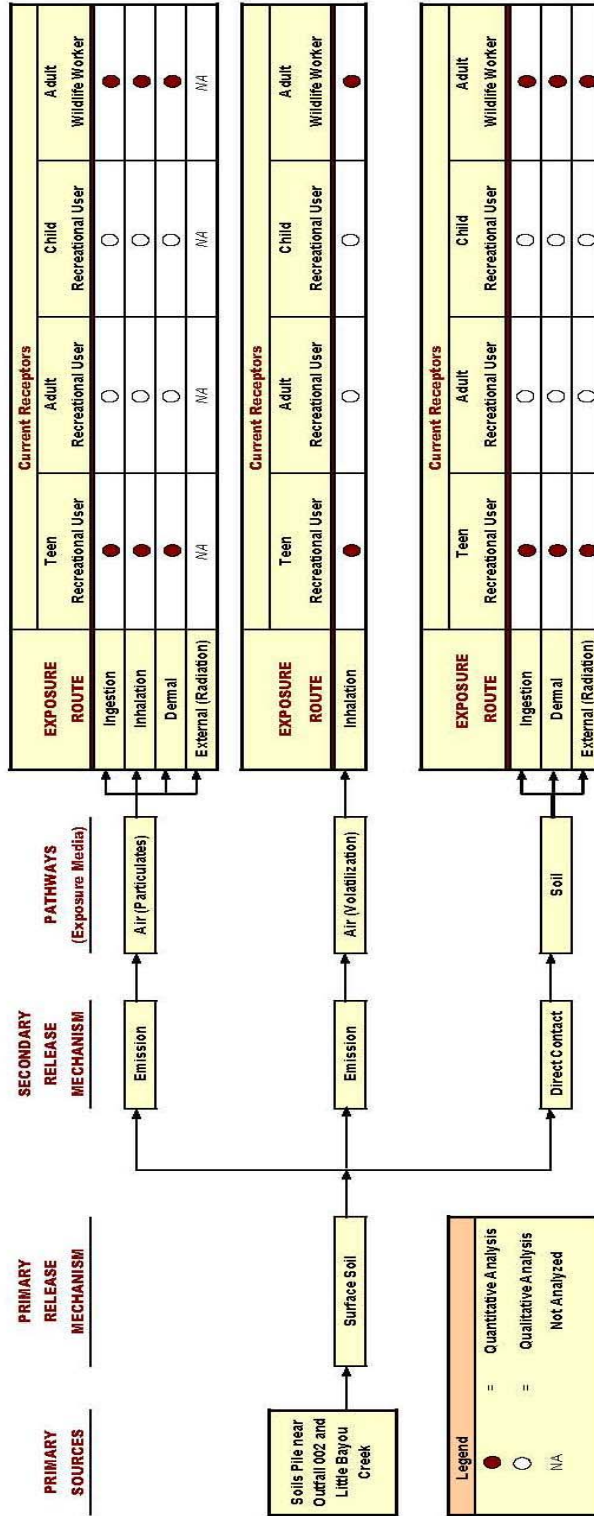 PRIMARY
SOURCES
PRIMARY
RELEASE
MECHANISM
SECONDARY
RELEASE
MECHANISM
PATHWAYS
(Exposure Media)
Soils Pile near
Outfall 002 and
Little Bayou
Creek
Surface Soil
Emission
Air (Particulates)
EXPOSURE
ROUTE
Current Receptors
Teen
Recreational User
Adult
Recreational User
Child
Recreational User
Adult
Wildlife Worker
Ingestion
Inhalation
Dermal
External (Radiation) NA NA NA NA
Emission
Air (Volatilization)
EXPOSURE
ROUTE
Current Receptors
Teen
Recreational User
Adult
Recreational User
Child
Recreational User
Adult
Wildlife Worker
Inhalation
Direct Contact
Soil
EXPOSURE
ROUTE
Current Receptors
Teen
Recreational User
Adult
Recreational User
Child
Recreational User
Adult
Wildlife Worker
Ingestion
Dermal
External (Radiation)
Legend
= Quantitative Analysis
= Qualitative Analysis
NA Not Analyzed